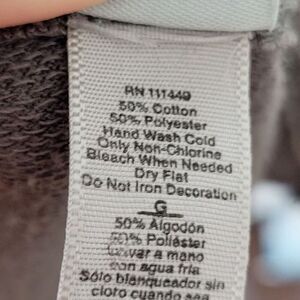 RN 111449
50% Cotton
50% Polyester
Hand Wash Cold
Only Non-Chlorine
Bleach When Needed
Dry Flat
Do Not Iron Decoration
G
50% Algodón
50% Poliéster
Lavar a mano
con agua fría
Sólo blanqueador sin
cloro cuando sea